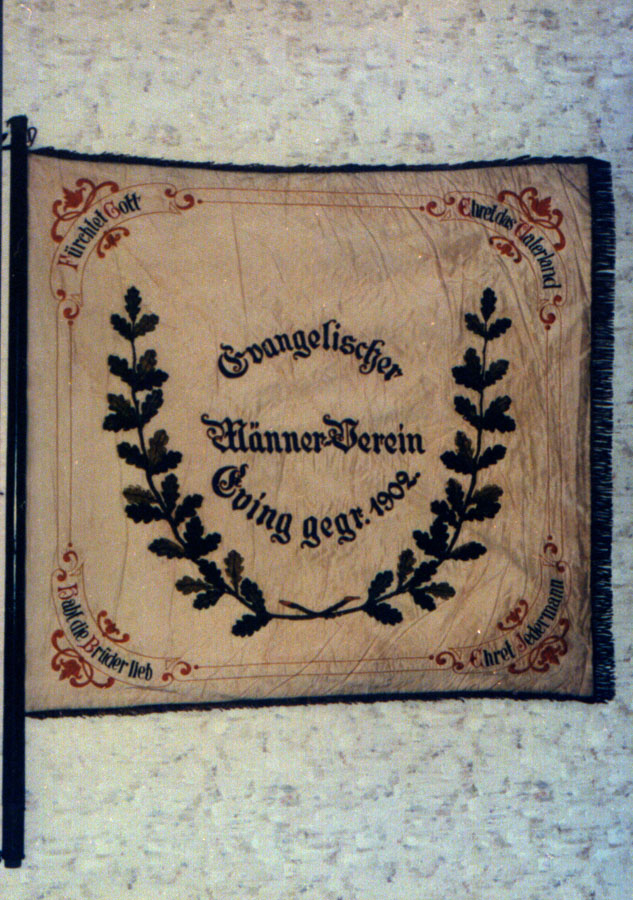 Fürchtet Gott
Ehret das Vaterland
Evangelischer
Männer-Verein
Eving gegr. 1902.
Habt die Brüder lieb
Ehret Jedermann